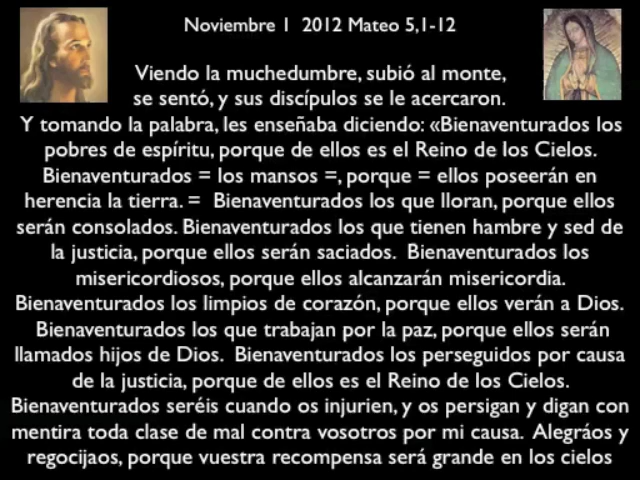 Noviembre 1 2012 Mateo 5,1-12
Viendo la muchedumbre, subió al monte,
se sentó, y sus discípulos se le acercaron.
Y tomando la palabra, les enseñaba diciendo: «Bienaventurados los
pobres de espíritu, porque de ellos es el Reino de los Cielos.
Bienaventurados = los mansos =, porque = ellos poseerán en
herencia la tierra. = Bienaventurados los que lloran, porque ellos
serán consolados. Bienaventurados los que tienen hambre y sed de
la justicia, porque ellos serán saciados. Bienaventurados los
misericordiosos, porque ellos alcanzarán misericordia.
Bienaventurados los limpios de corazón, porque ellos verán a Dios.
Bienaventurados los que trabajan por la paz, porque ellos serán
llamados hijos de Dios. Bienaventurados los perseguidos por causa
de la justicia, porque de ellos es el Reino de los Cielos.
Bienaventurados seréis cuando os injurien, y os persigan y digan con
mentira toda clase de mal contra vosotros por mi causa. Alegráos y
regocijaos, porque vuestra recompensa será grande en los cielos